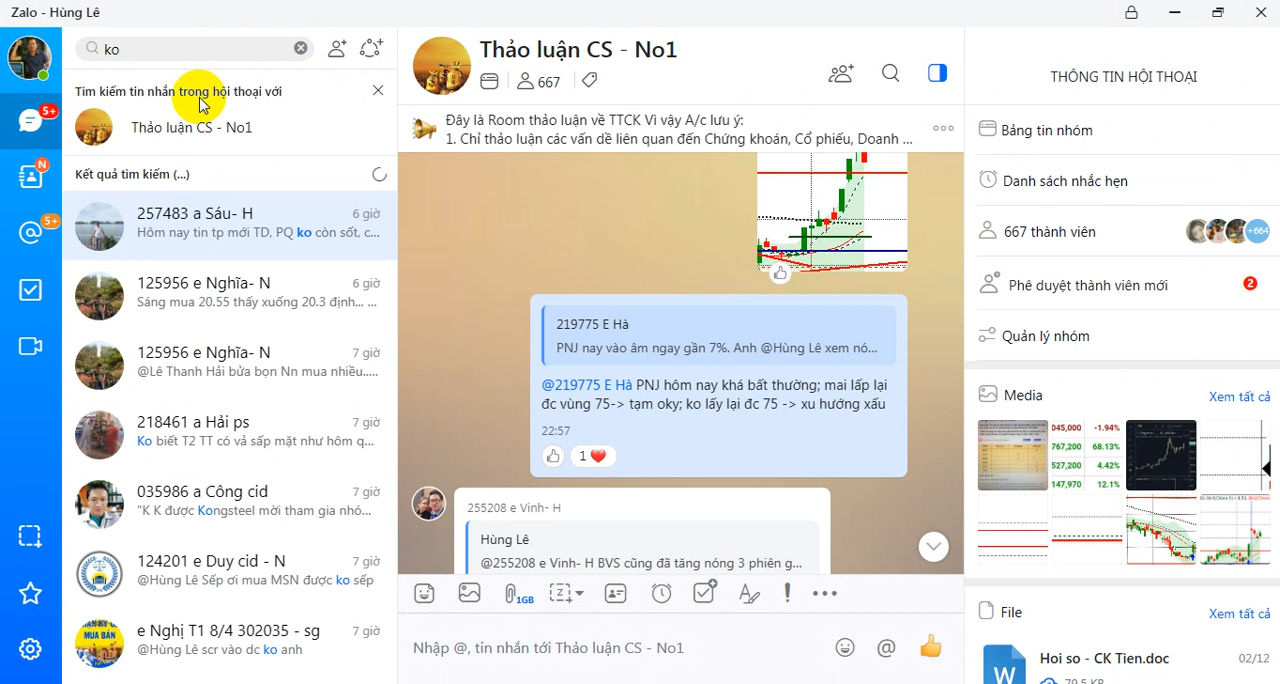 Zalo - Hùng Lê
5+
N
5+
ko
Tìm kiếm tin nhắn trong hội thoại với
Thảo luận CS - No1
Kết quả tìm kiếm (...)
257483 a Sáu- H
6 giờ
Hôm nay tin tp mới TD, PQ ko còn sốt, c...
125956 e Nghĩa- N
6 giờ
Sáng mua 20.55 thấy xuống 20.3 định... ...
125956 e Nghĩa- N
7 giờ
@Lê Thanh Hải bửa bọn Nn mua nhiều.....
218461 a Hải ps
7 giờ
Ko biết T2 TT có vả sấp mặt như hôm q...
035986 a Công cid
7 giờ
"K K được Kongsteel mời tham gia nhó...
124201 e Duy cid - N
7 giờ
@Hùng Lê Sếp ơi mua MSN được ko sếp
MUA BÁN
e Nghị T1 8/4 302035 - sg
7 giờ
@Hùng Lê scr vào dc ko anh
Thảo luận CS - No1
667
Đây là Room thảo luận về TTCK Vì vậy A/c lưu ý:
1. Chỉ thảo luận các vấn dề liên quan đến Chứng khoán, Cổ phiếu, Doanh ...
219775 E Hà
PNJ nay vào âm ngay gần 7%. Anh @Hùng Lê xem nó...
@219775 E Hà PNJ hôm nay khá bất thường; mai lấp lại
đc vùng 75-> tạm oky; ko lấy lại đc 75 -> xu hướng xấu
22:57
1
255208 e Vinh- H
Hùng Lê
@255208 e Vinh- H BVS cũng đã tăng nóng 3 phiên g...
1GB
Nhập @, tin nhắn tới Thảo luận CS - No1
THÔNG TIN HỘI THOẠI
Bảng tin nhóm
Danh sách nhắc hẹn
667 thành viên
+664
Phê duyệt thành viên mới
2
Quản lý nhóm
Media
Xem tất cả
045,000 -1.94%
767,200 68.13%
527,200 4.42%
147,970 12.1%
File
Xem tất cả
W
Hoi so - CK Tien.doc
02/12
79.5 KB